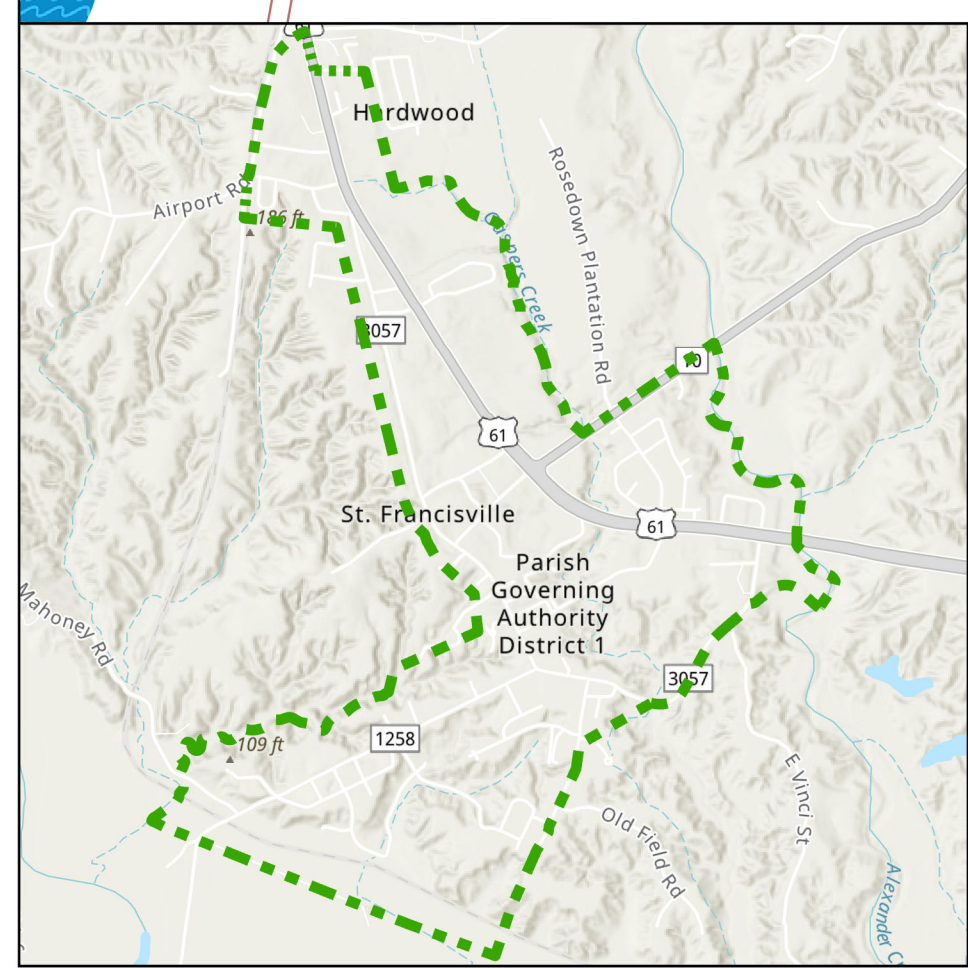 Hardwood
Airport Rd
186 ft
Rosedown Plantation Rd
Caspers Creek
3057
10
61
St. Francisville
61
Parish
Governing
Authority
District 1
Mahoney Rd
3057
1258
109 ft
E Vinci St
Old Field Rd
Alexander